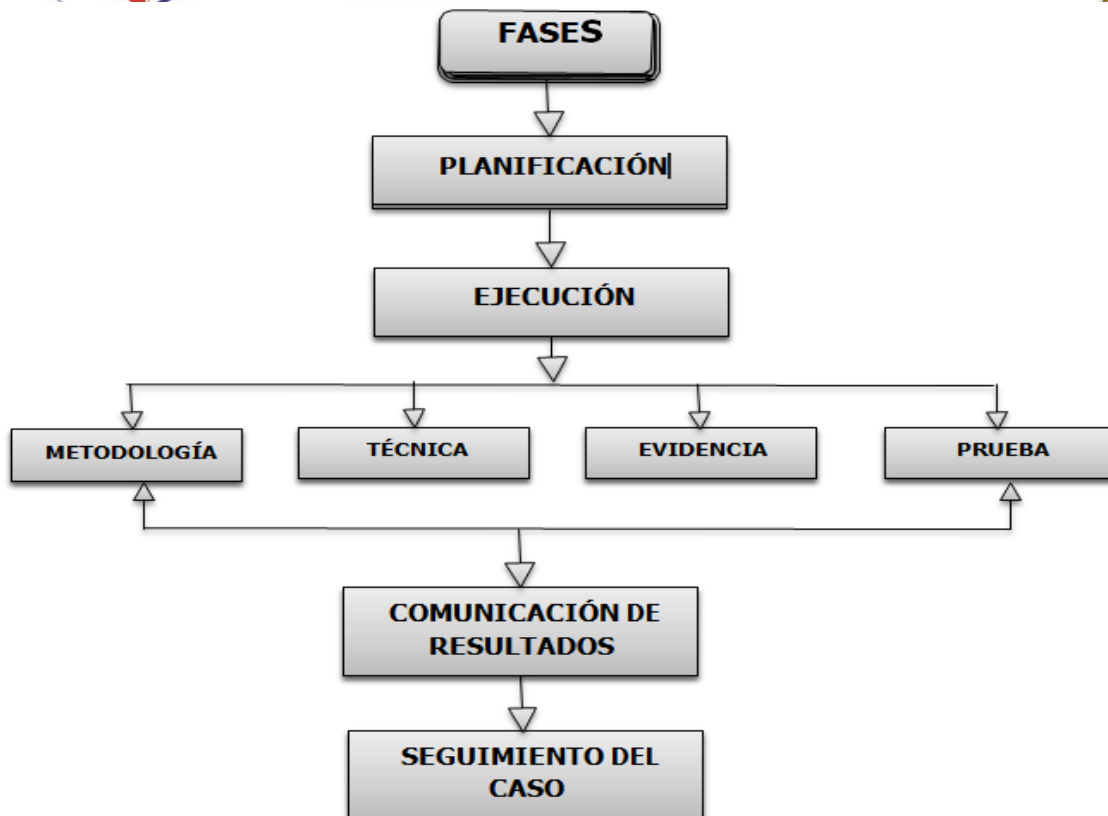 FASES
PLANIFICACIÓN
EJECUCIÓN
METODOLOGÍA
TÉCNICA
EVIDENCIA
PRUEBA
COMUNICACIÓN DE
RESULTADOS
SEGUIMIENTO DEL
CASO